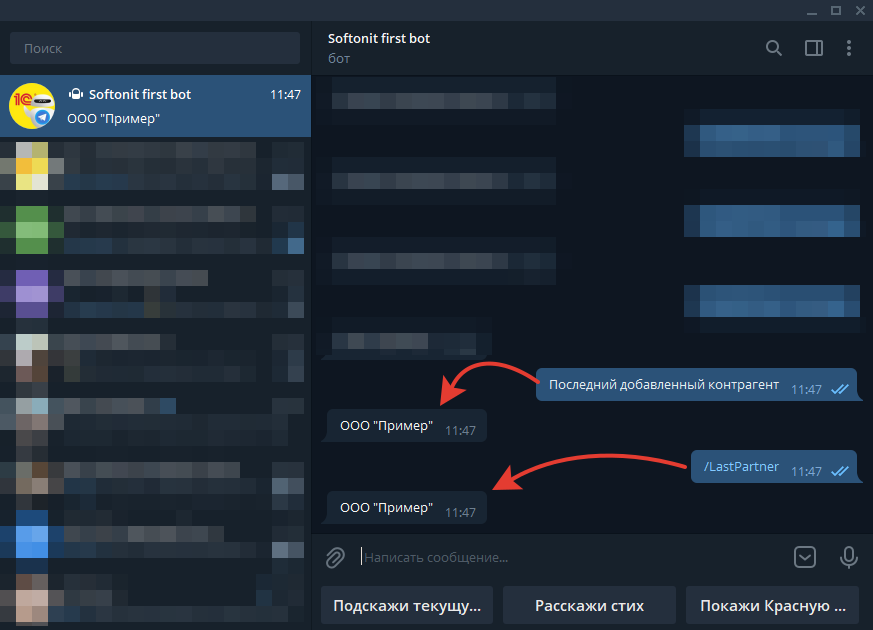 Поиск
Softonit first bot
11:47
ООО "Пример"
Softonit first bot
бот
Последний добавленный контрагент 11:47
ООО "Пример" 11:47
/LastPartner 11:47
ООО "Пример" 11:47
Написать сообщение...
Подскажи текущу...
Расскажи стих
Покажи Красную ...